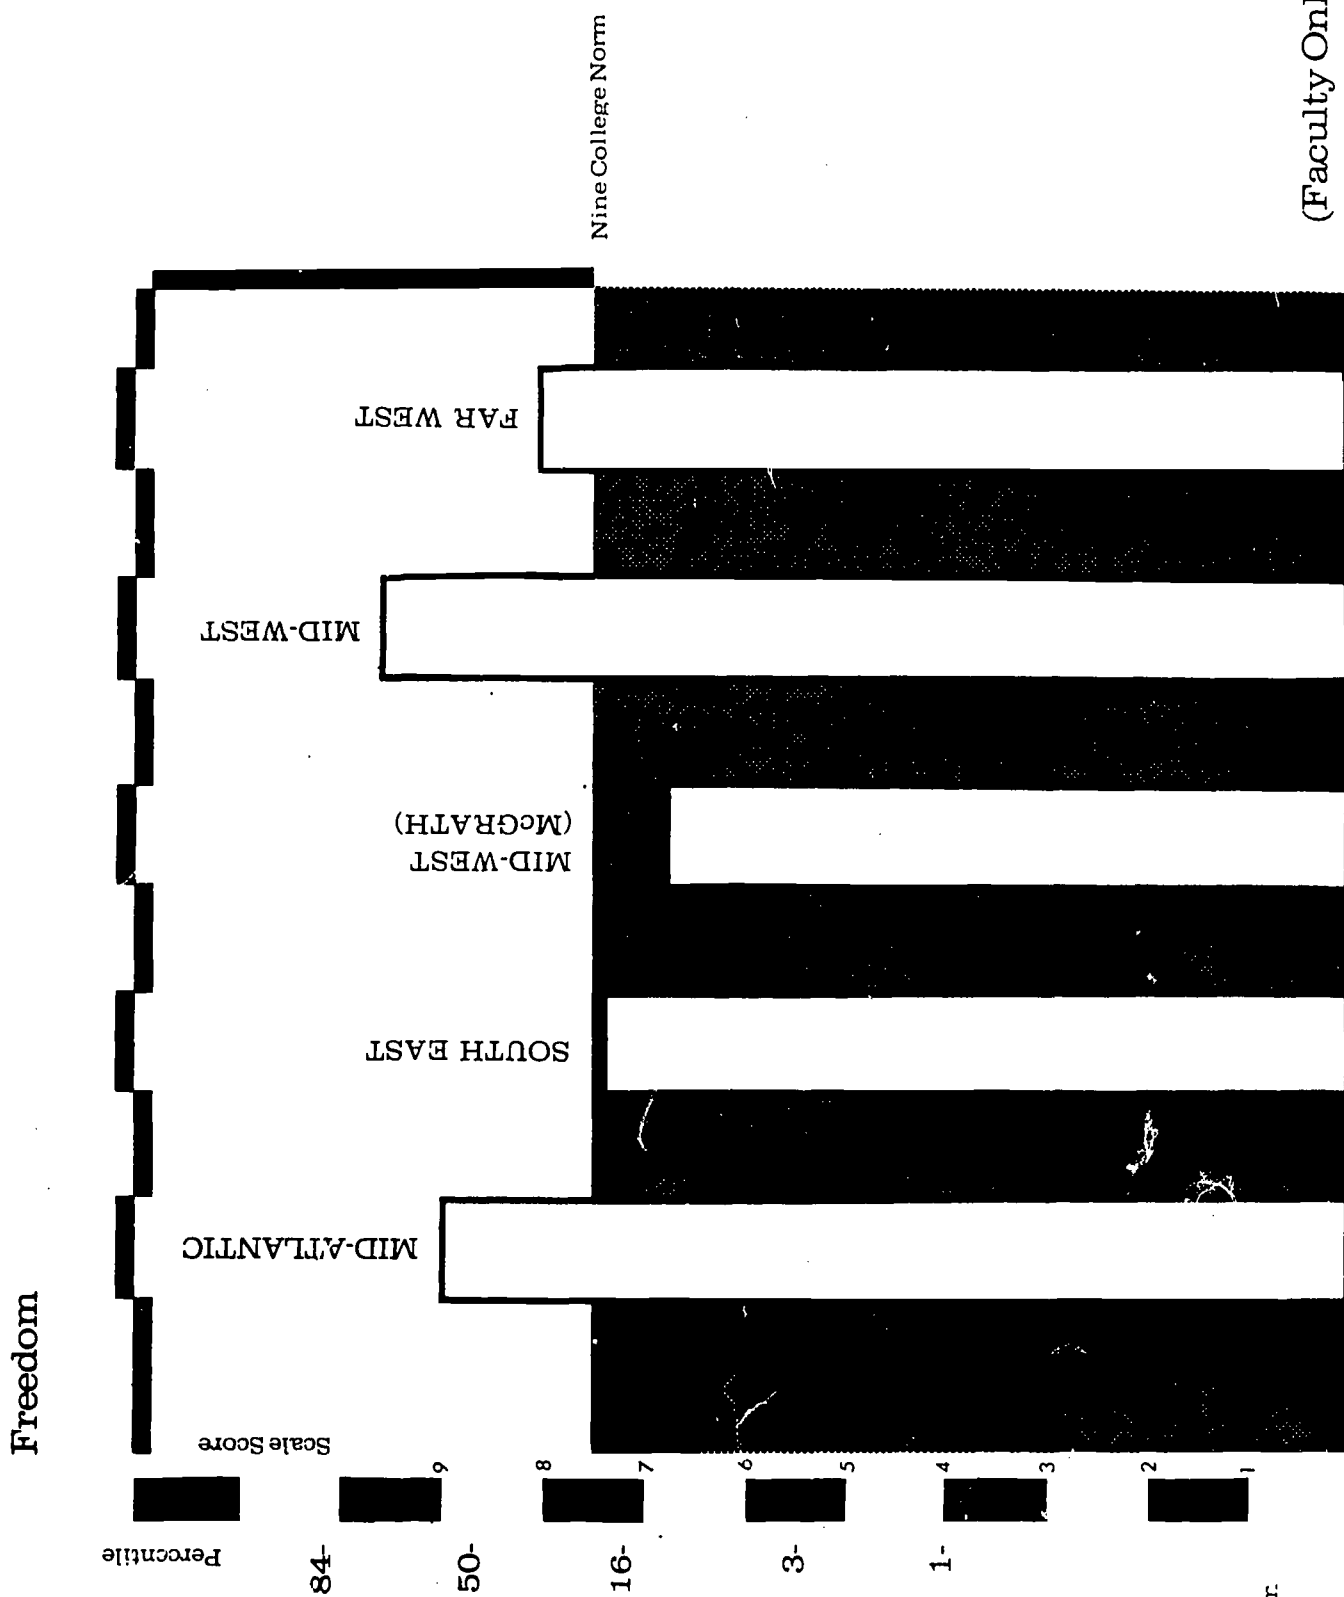 Freedom
Percentile
Scale Score
84-
50-
16-
3-
1-
9
8
7
6
5
4
3
2
1
MID-ATLANTIC
SOUTH EAST
MID-WEST
(McGRATH)
MID-WEST
FAR WEST
Nine College Norm
(Faculty Onl